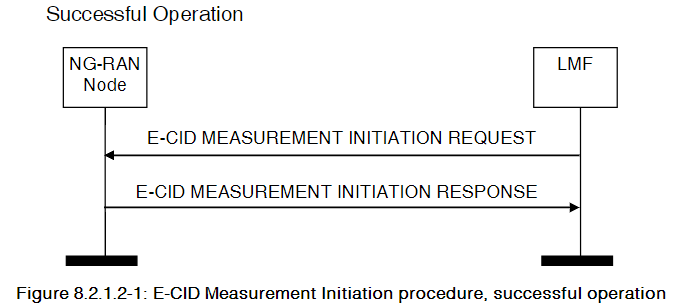 Successful Operation
NG-RAN
Node
LMF
E-CID MEASUREMENT INITIATION REQUEST
E-CID MEASUREMENT INITIATION RESPONSE
Figure 8.2.1.2-1: E-CID Measurement Initiation procedure, successful operation